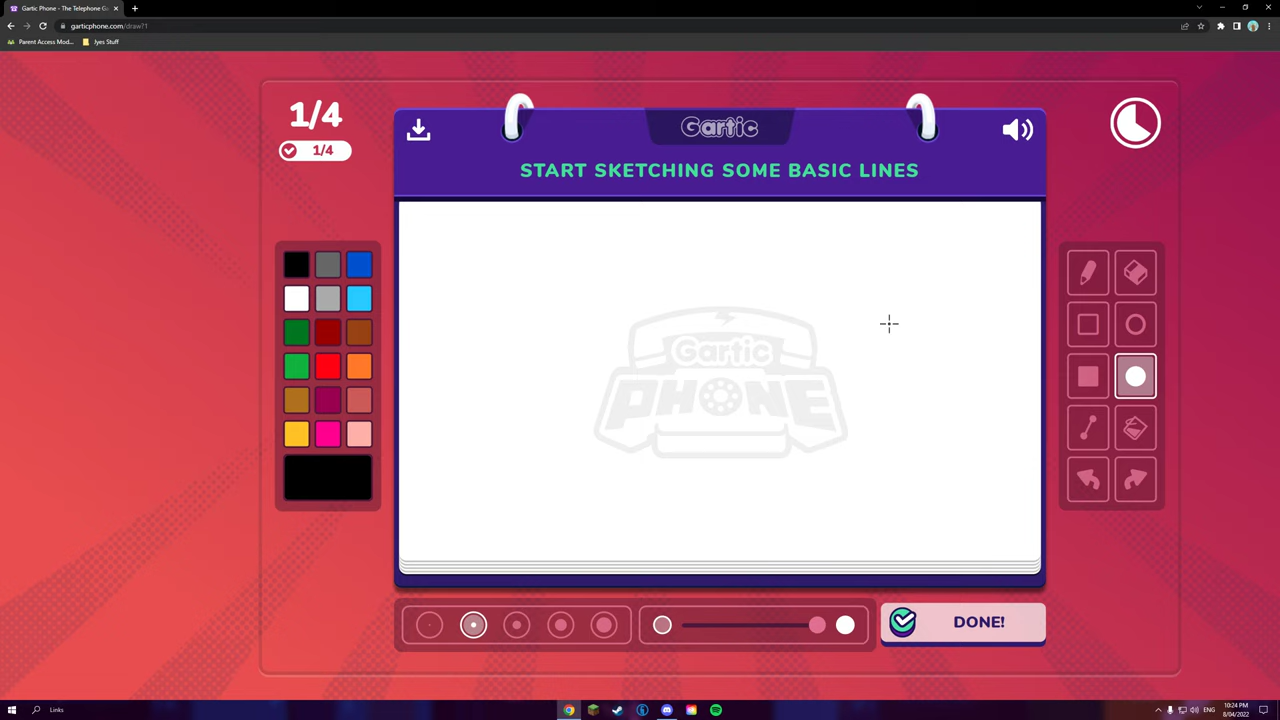 Gartic Phone - The Telephone G
garticphone.com/draw?1
Parent Access Mod...
Jyes Stuff
1/4
1/4
Gartic
START SKETCHING SOME BASIC LINES
Gartic
PHONE
DONE!
Links
ENG
10:24 PM
8/04/2022